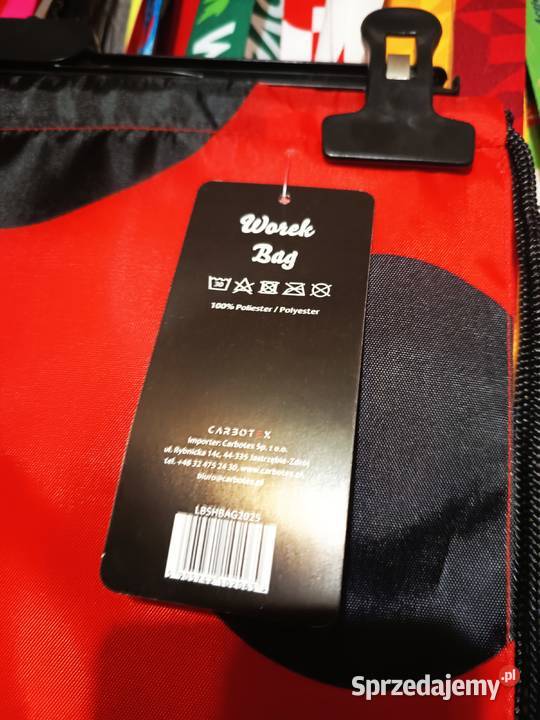 Worek
Bag
30
100% Poliester / Polyester
CARBOTEX
Importer: Carbotex Sp. z o.o.
ul. Rybnicka 14c, 44-335 Jastrzębie-Zdrój
tel. +48 32 475 24 30, www.carbotex.pl
biuro@carbotex.pl
LBSHBAG2025
Sprzedajemy.pl